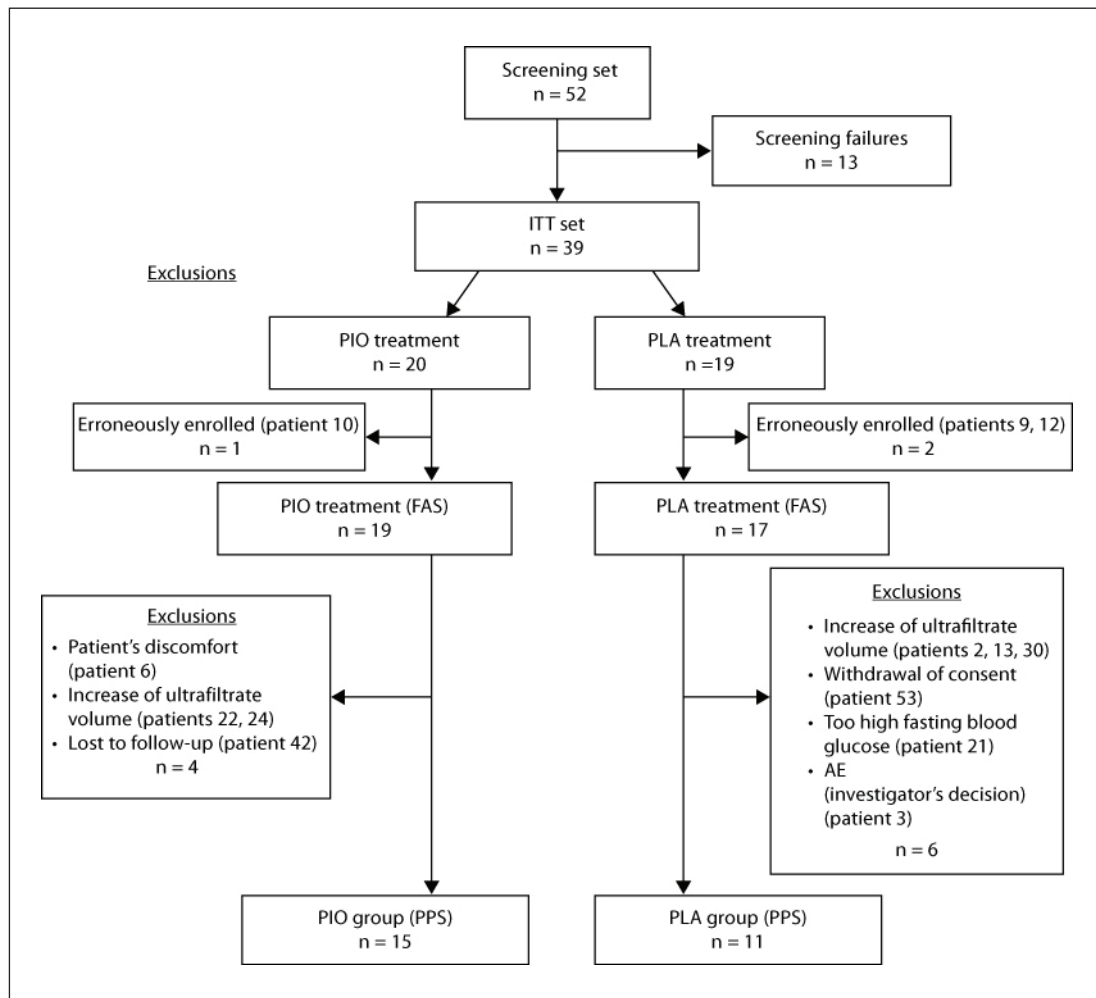 Screening set
n = 52
Screening failures
n = 13
ITT set
n = 39
Exclusions
PIO treatment
n = 20
PLA treatment
n =19
Erroneously enrolled (patient 10)
n = 1
Erroneously enrolled (patients 9, 12)
n = 2
PIO treatment (FAS)
n = 19
PLA treatment (FAS)
n = 17
Exclusions
• Patient's discomfort
(patient 6)
• Increase of ultrafiltrate
volume (patients 22, 24)
• Lost to follow-up (patient 42)
n = 4
Exclusions
• Increase of ultrafiltrate
volume (patients 2, 13, 30)
• Withdrawal of consent
(patient 53)
• Too high fasting blood
glucose (patient 21)
• AE
(investigator's decision)
(patient 3)
n = 6
PIO group (PPS)
n = 15
PLA group (PPS)
n = 11